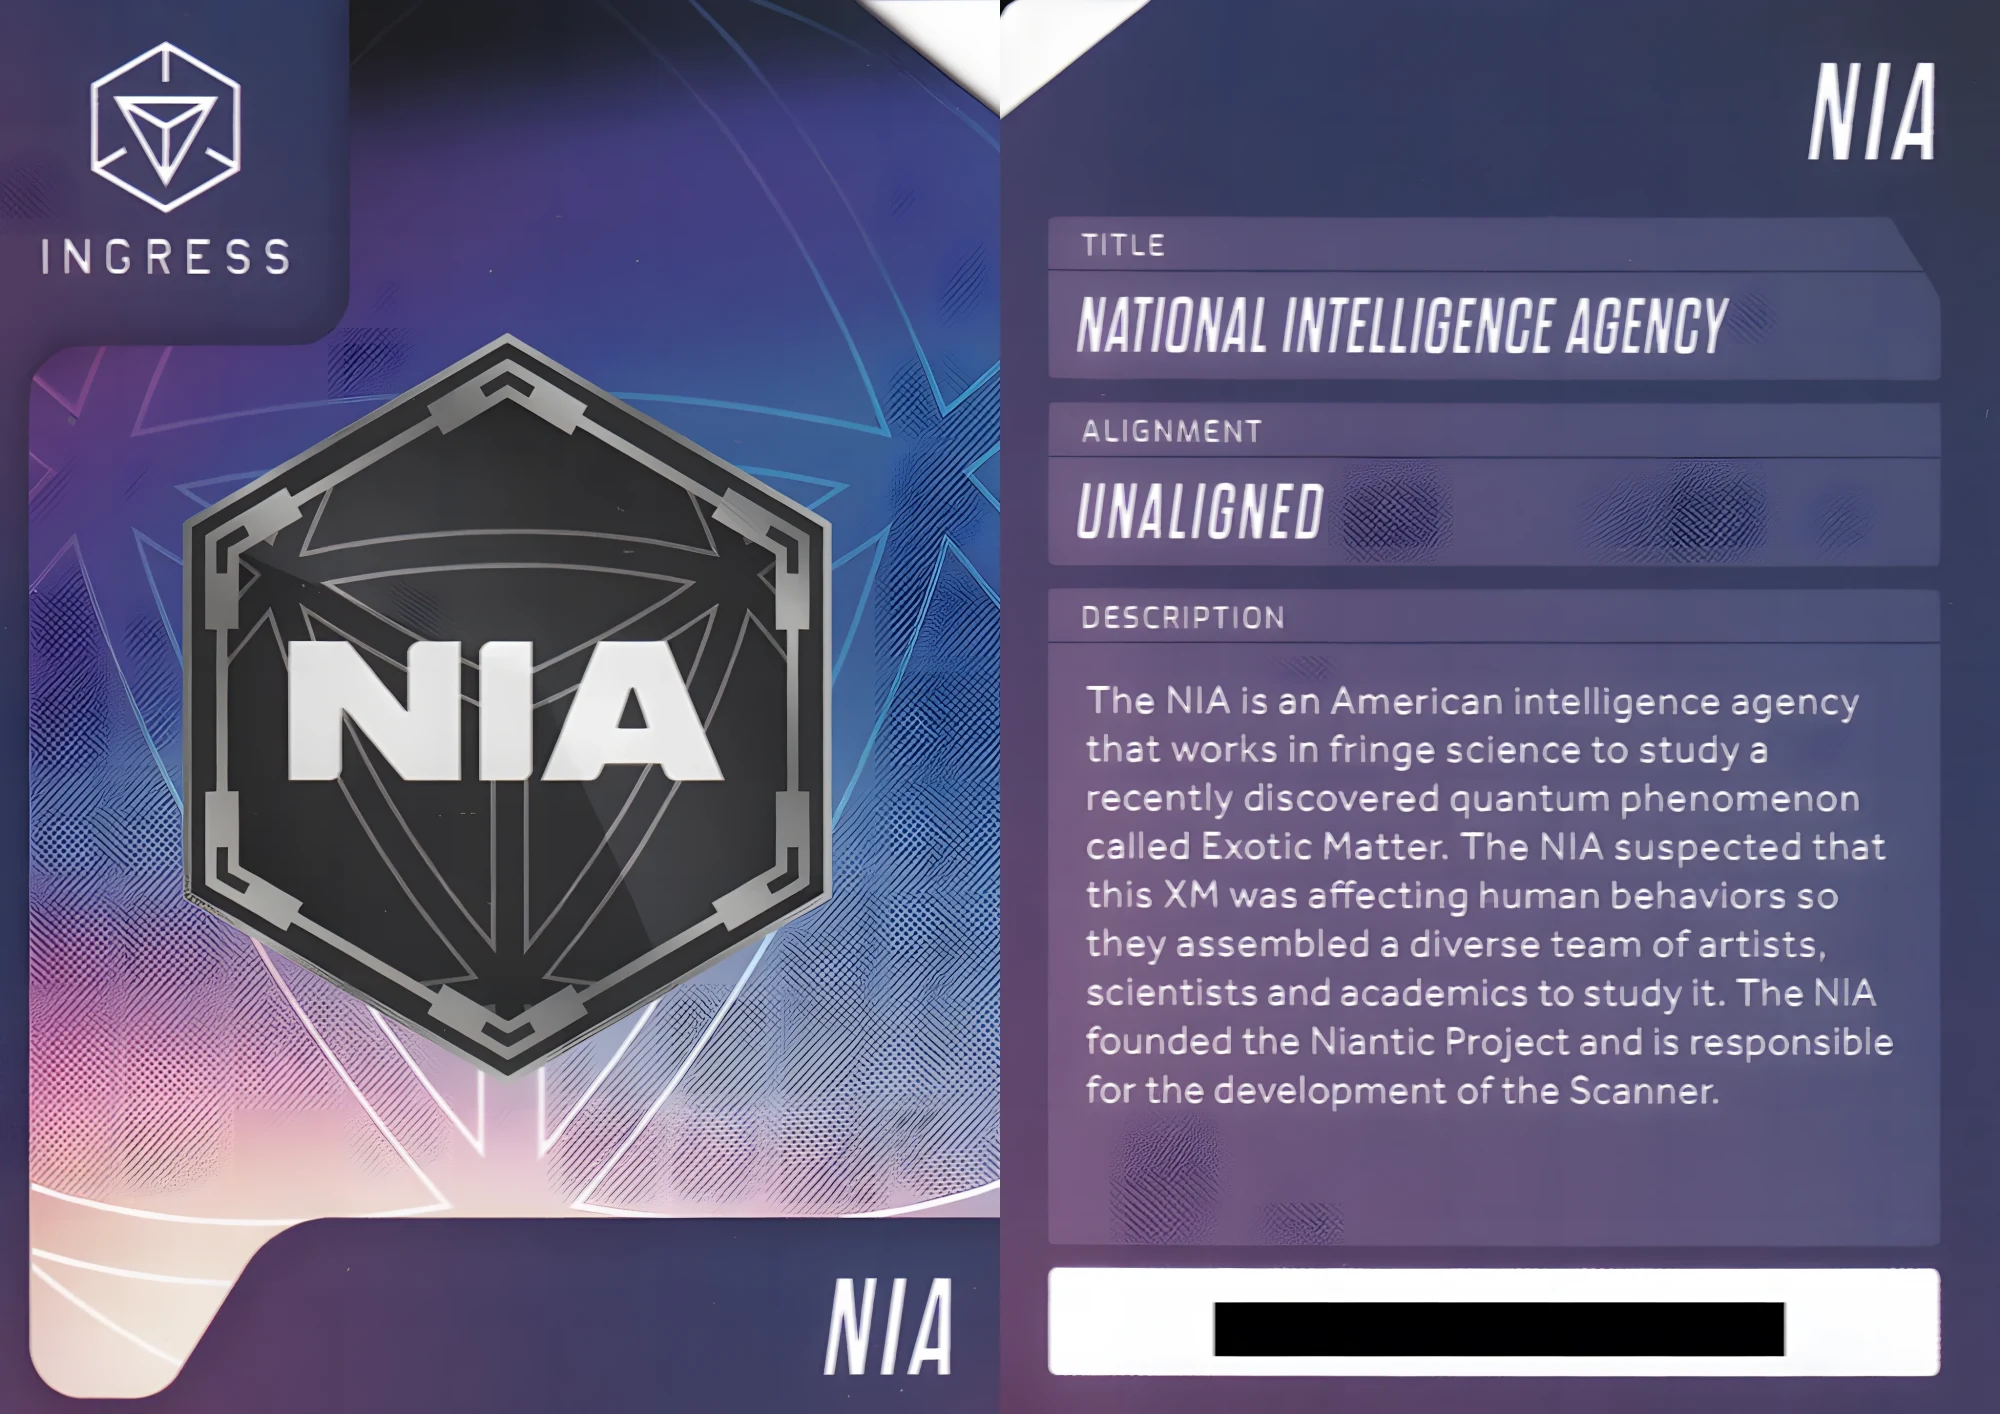 INGRESS
NIA
NIA
NIA
TITLE
NATIONAL INTELLIGENCE AGENCY
ALIGNMENT
UNALIGNED
DESCRIPTION
The NIA is an American intelligence agency
that works in fringe science to study a
recently discovered quantum phenomenon
called Exotic Matter. The NIA suspected that
this XM was affecting human behaviors so
they assembled a diverse team of artists,
scientists and academics to study it. The NIA
founded the Niantic Project and is responsible
for the development of the Scanner.